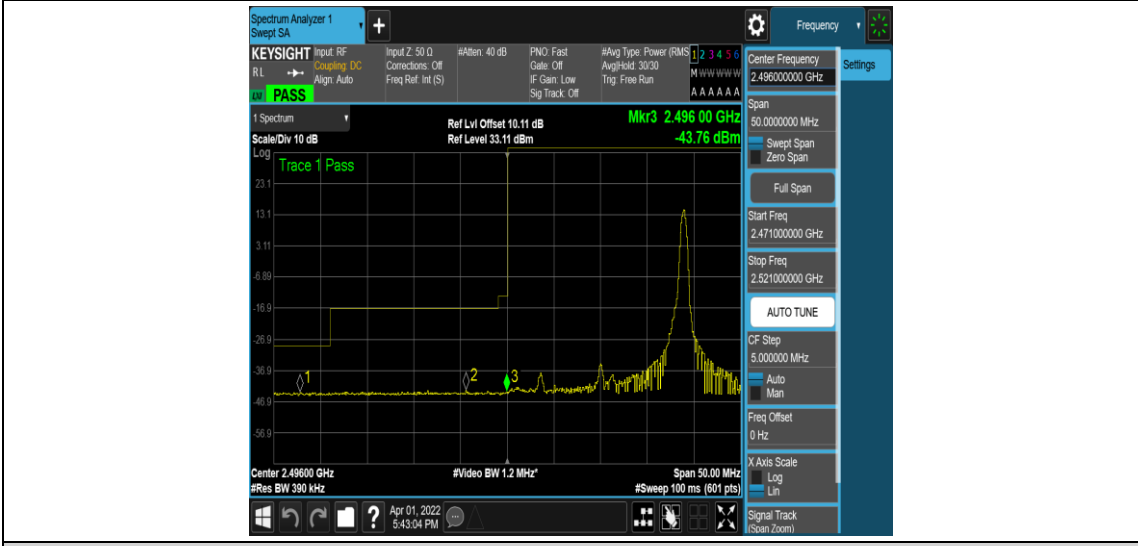 Spectrum Analyzer 1
Swept SA
+
Frequency
KEYSIGHT
RL
PASS
Input: RF
Coupling: DC
Align: Auto
Input Z: 50 Ω
Corrections: Off
Freq Ref: Int (S)
#Atten: 40 dB
PNO: Fast
Gate: Off
IF Gain: Low
Sig Track: Off
#Avg Type: Power (RMS
Avg|Hold: 30/30
Trig: Free Run
1 2 3 4 5 6
M W W W W W
A A A A A A
1 Spectrum
Scale/Div 10 dB
Ref Lvl Offset 10.11 dB
Ref Level 33.11 dBm
Mkr3 2.496 00 GHz
-43.76 dBm
Log
Trace 1 Pass
23.1
13.1
3.11
-6.89
-16.9
-26.9
-36.9
-46.9
-56.9
1
2
3
Center 2.49600 GHz
#Res BW 390 kHz
#Video BW 1.2 MHz*
Span 50.00 MHz
#Sweep 100 ms (601 pts)
?
Apr 01, 2022
5:43:04 PM
Center Frequency
2.496000000 GHz
Span
50.0000000 MHz
Swept Span
Zero Span
Full Span
Start Freq
2.471000000 GHz
Stop Freq
2.521000000 GHz
AUTO TUNE
CF Step
5.000000 MHz
Auto
Man
Freq Offset
0 Hz
X Axis Scale
Log
Lin
Signal Track
(Span Zoom)
Settings